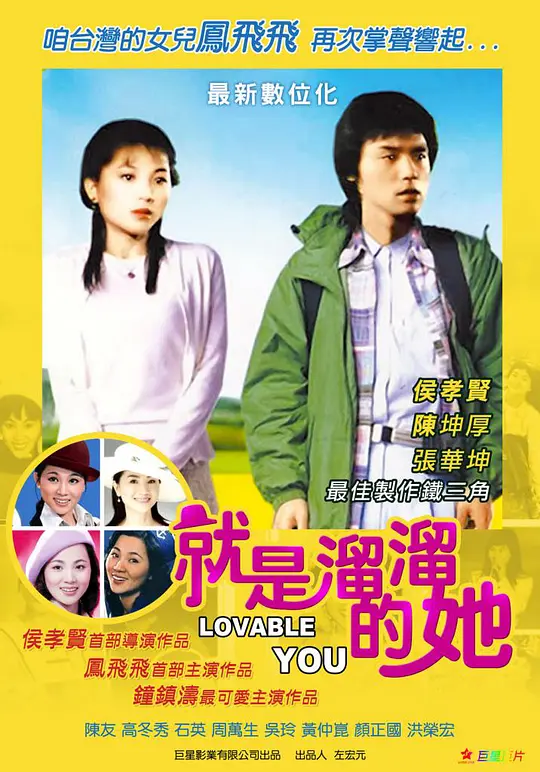 咱台灣的女兒鳳飛飛 再次掌聲響起...
最新數位化
侯孝賢
陳坤厚
張華坤
最佳製作鐵三角
就是溜溜的她
LOVABLE
YOU
侯孝賢首部導演作品
鳳飛飛首部主演作品
鐘鎮濤最可愛主演作品
陳友 高冬秀 石英 周萬生 吳玲 黃仲崑 顏正國 洪榮宏
巨星影業有限公司出品 出品人 左宏元
巨星影片